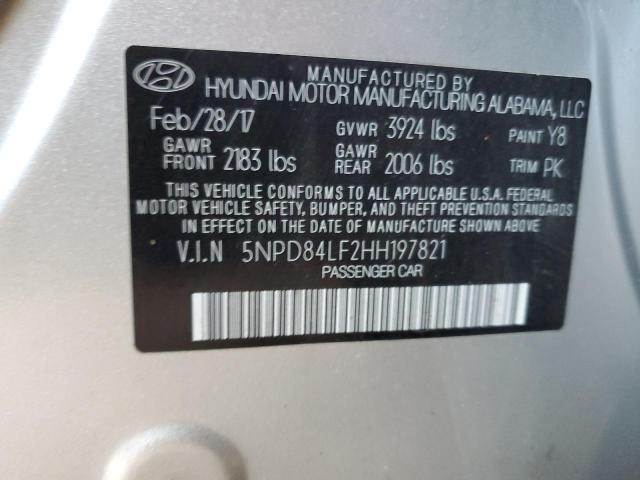 MANUFACTURED BY
HYUNDAI MOTOR MANUFACTURING ALABAMA, LLC
Feb/28/17 GVWR 3924 lbs PAINT Y8
GAWR FRONT 2183 lbs GAWR REAR 2006 lbs TRIM PK
THIS VEHICLE CONFORMS TO ALL APPLICABLE U.S.A. FEDERAL
MOTOR VEHICLE SAFETY, BUMPER, AND THEFT PREVENTION STANDARDS
IN EFFECT ON THE DATE OF MANUFACTURE SHOWN ABOVE
V.I.N 5NPD84LF2HH197821
PASSENGER CAR